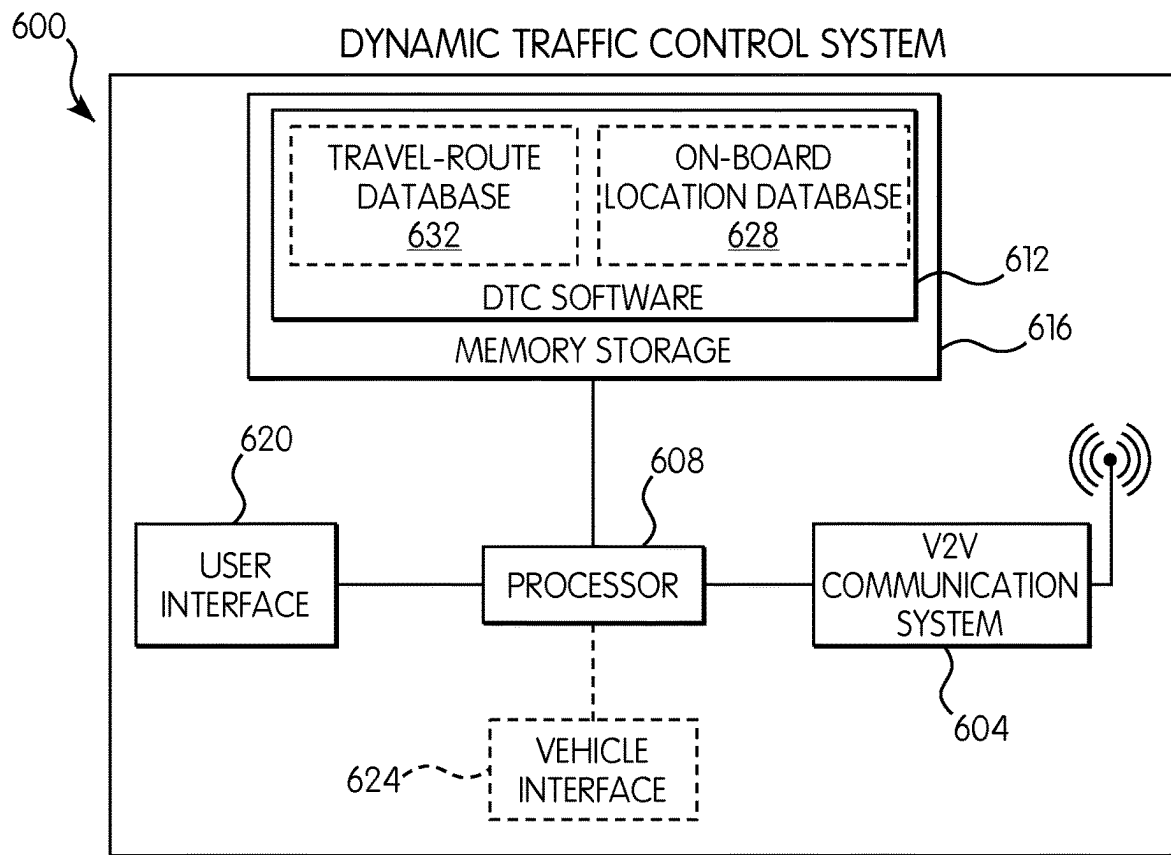 600
DYNAMIC TRAFFIC CONTROL SYSTEM
TRAVEL-ROUTE
DATABASE
632
ON-BOARD
LOCATION DATABASE
628
DTC SOFTWARE
612
MEMORY STORAGE
616
620
USER
INTERFACE
608
PROCESSOR
V2V
COMMUNICATION
SYSTEM
604
624
VEHICLE
INTERFACE